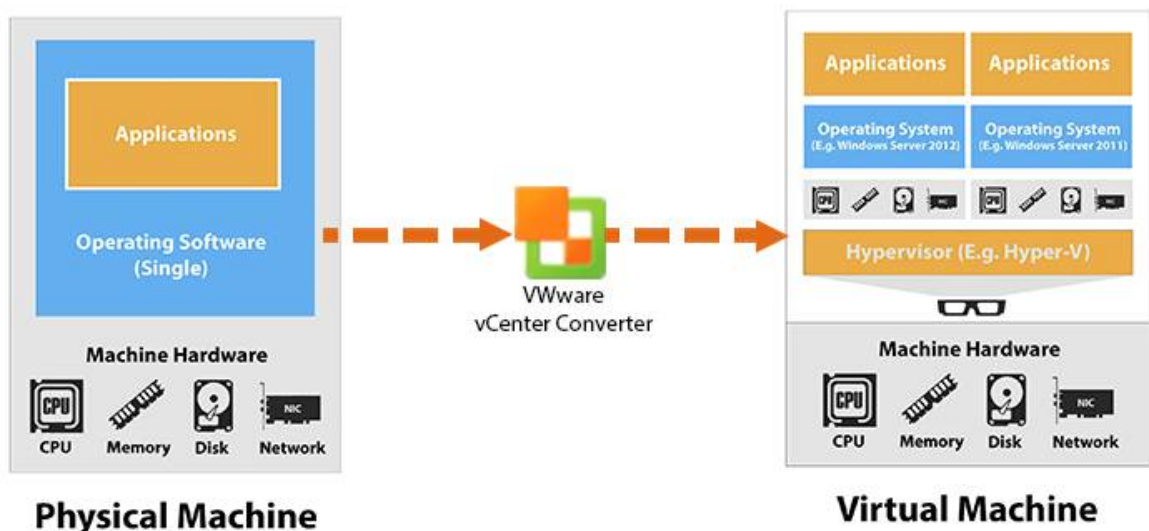 Applications
Operating Software
(Single)
Machine Hardware
CPU
NIC
CPU
Memory
Disk
Network
Physical Machine
VWware
vCenter Converter
Applications
Applications
Operating System
(E.g. Windows Server 2012)
Operating System
(E.g. Windows Server 2011)
CPU
CPU
Hypervisor (E.g. Hyper-V)
Machine Hardware
CPU
NIC
CPU
Memory
Disk
Network
Virtual Machine